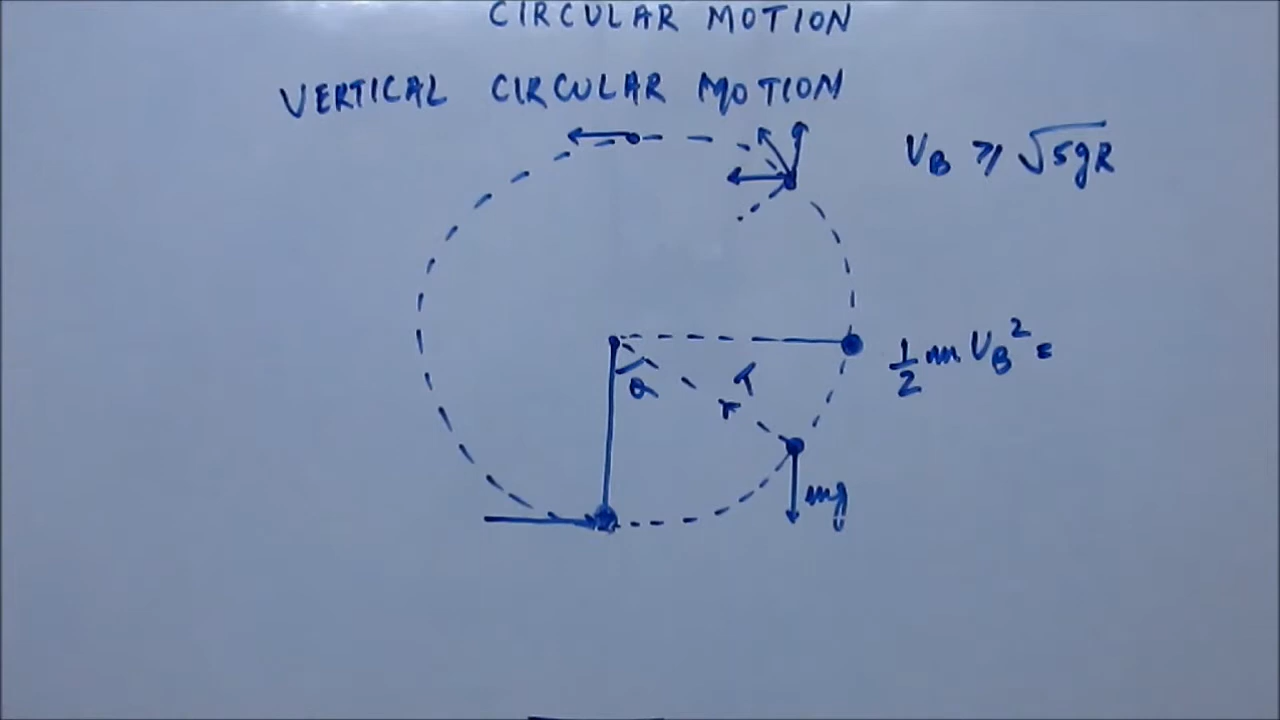 CIRCULAR MOTION
VERTICAL CIRCULAR MOTION
V_B ≥ √5gR
½ m V_B² =
θ
T
r
mg